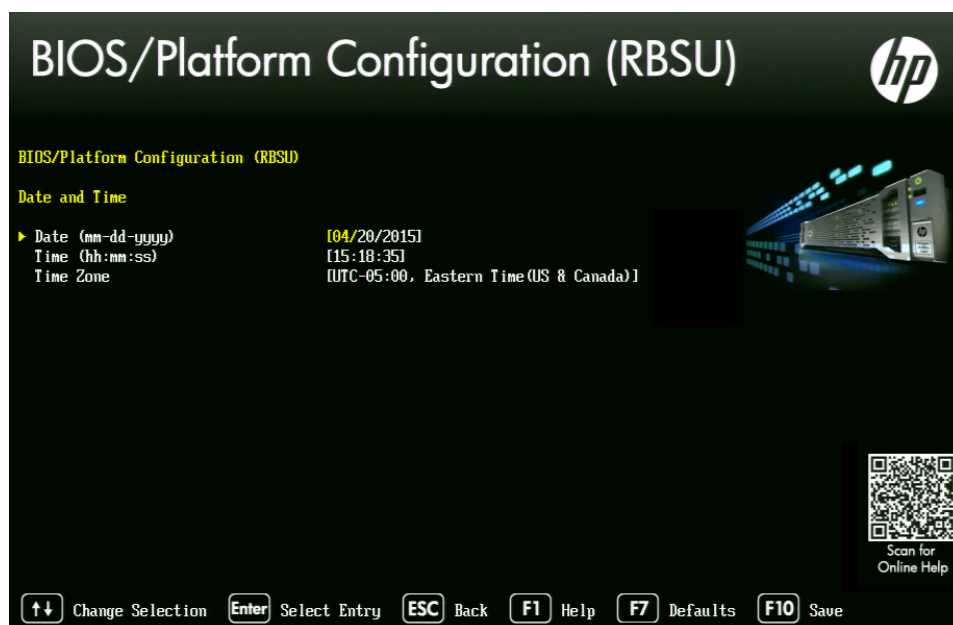 BIOS/Platform Configuration (RBSU)
hp
BIOS/Platform Configuration (RBSU)
Date and Time
Date (mm-dd-yyyy) [04/20/2015]
Time (hh:mm:ss) [15:18:35]
Time Zone [UTC-05:00, Eastern Time(US & Canada)]
Scan for
Online Help
↑↓ Change Selection Enter Select Entry ESC Back F1 Help F7 Defaults F10 Save